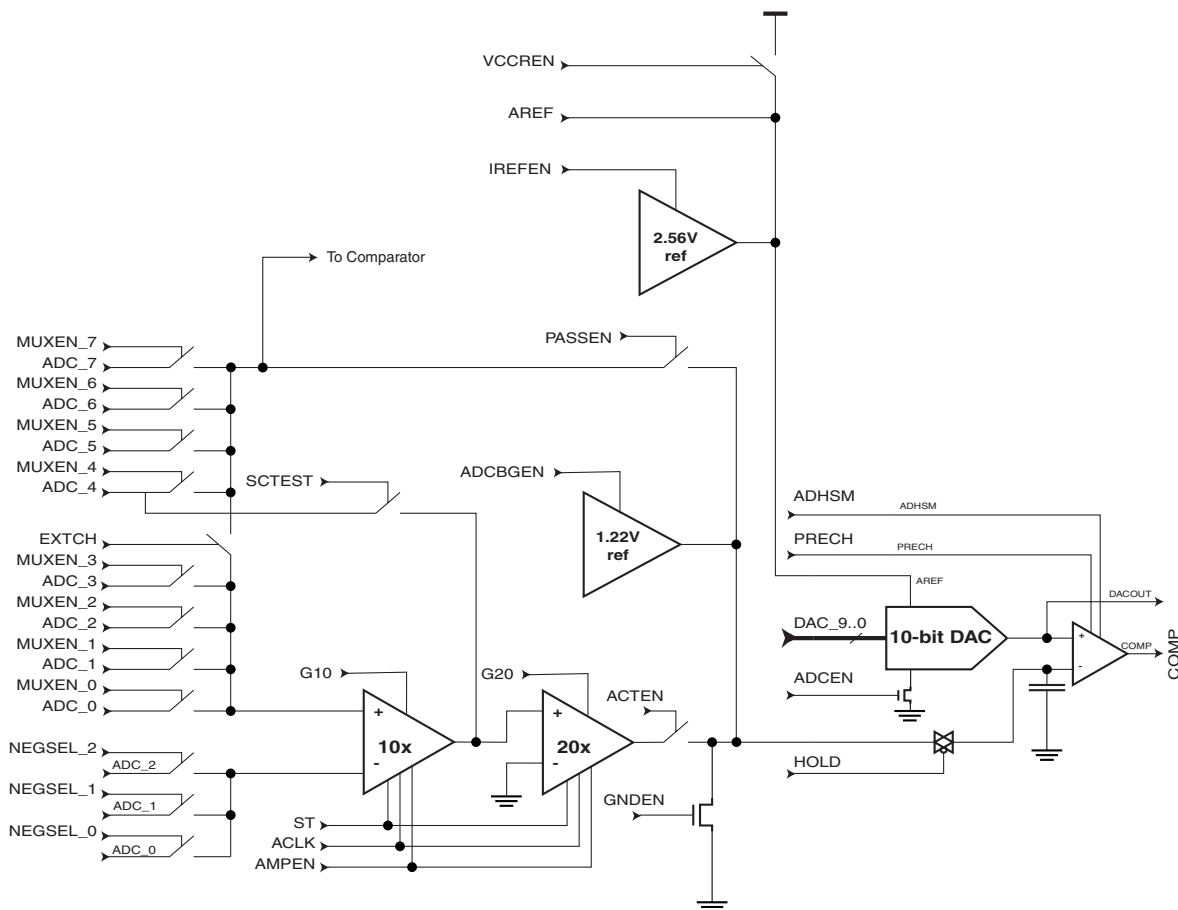 VCCREN
AREF
IREFEN
2.56V
ref
To Comparator
PASSEN
MUXEN_7
ADC_7
MUXEN_6
ADC_6
MUXEN_5
ADC_5
MUXEN_4
ADC_4
SCTEST
ADCBGEN
1.22V
ref
EXTCH
MUXEN_3
ADC_3
MUXEN_2
ADC_2
MUXEN_1
ADC_1
MUXEN_0
ADC_0
ADHSM
ADHSM
PRECH
PRECH
AREF
DACOUT
DAC_9..0
10-bit DAC
+
-
COMP
COMP
ADCEN
G10
+
10x
-
G20
+
20x
-
ACTEN
HOLD
NEGSEL_2
ADC_2
NEGSEL_1
ADC_1
NEGSEL_0
ADC_0
GNDEN
ST
ACLK
AMPEN